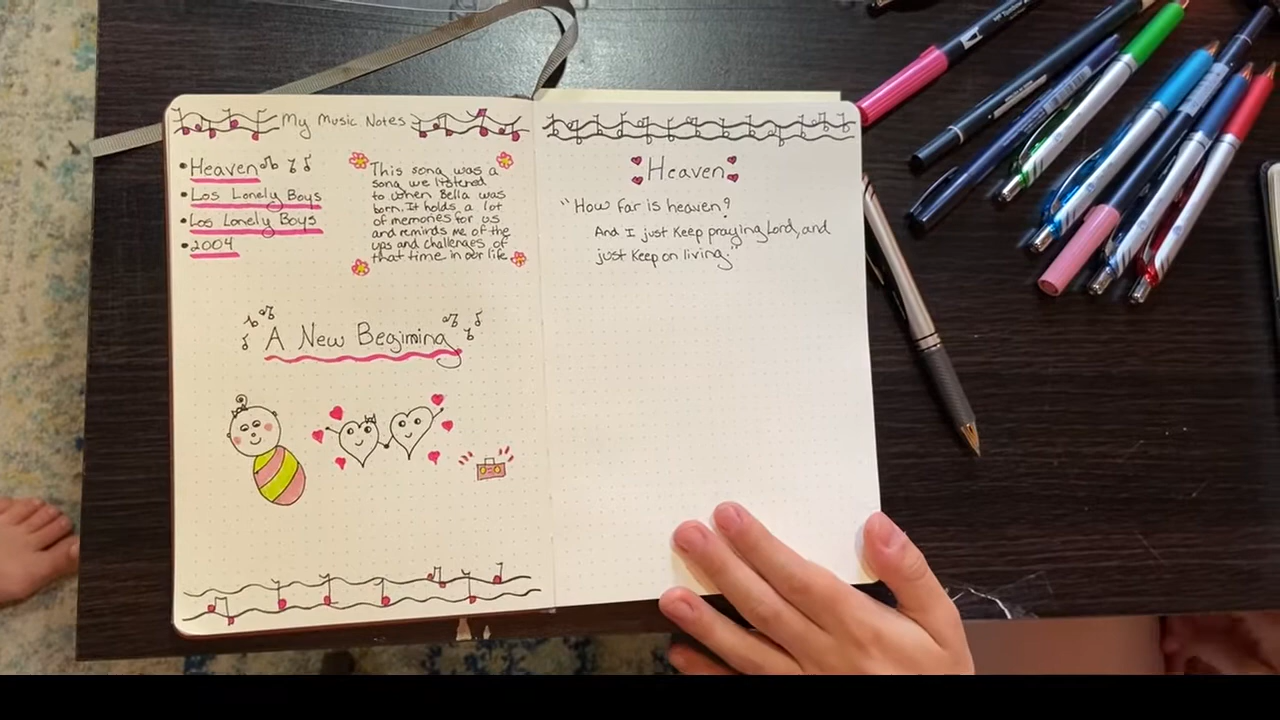 My Music Notes
• Heaven
• Los Lonely Boys
• Los Lonely Boys
• 2004
This song was a
song we listened
to when Bella was
born. It holds a lot
of memories for us
and reminds me of the
ups and challenges of
that time in our life
A New Begining
Heaven
"How far is heaven?
And I just keep praying Lord, and
just keep on living."